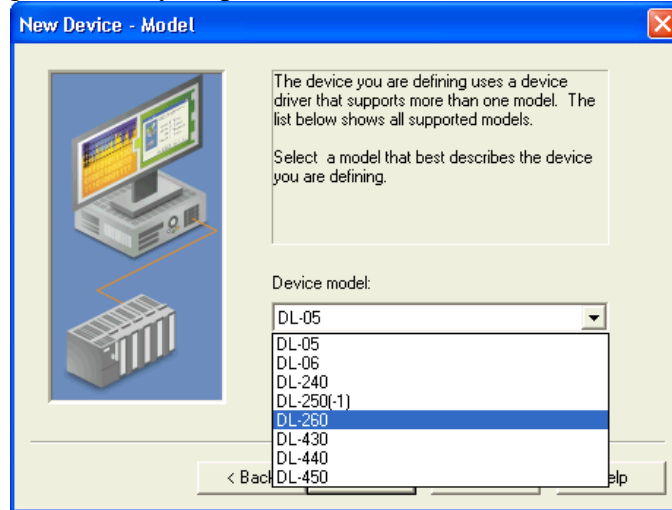 New Device - Model
The device you are defining uses a device
driver that supports more than one model. The
list below shows all supported models.
Select a model that best describes the device
you are defining.
Device model:
DL-05
DL-05
DL-06
DL-240
DL-250(-1)
DL-260
DL-430
DL-440
DL-450
< Back